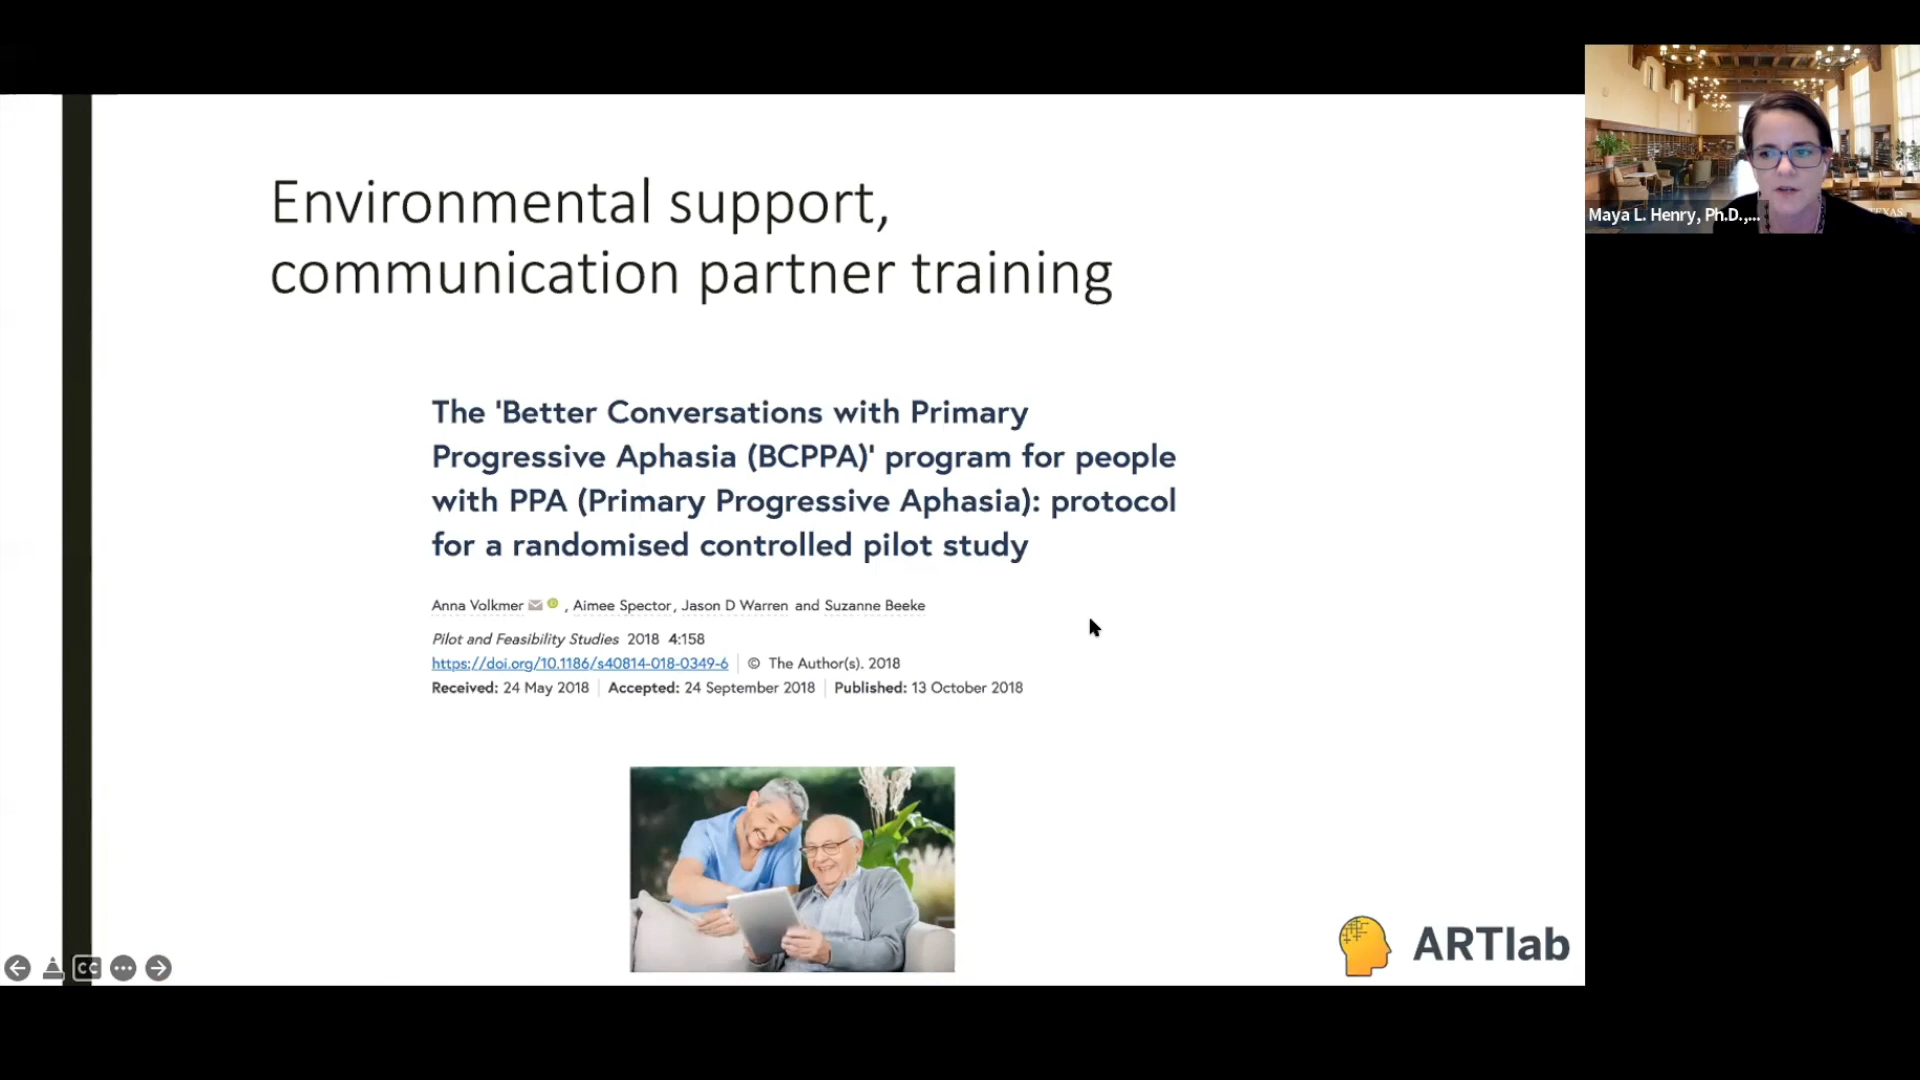 Environmental support,
communication partner training
The 'Better Conversations with Primary
Progressive Aphasia (BCPPA)' program for people
with PPA (Primary Progressive Aphasia): protocol
for a randomised controlled pilot study
Anna Volkmer , Aimee Spector, Jason D Warren and Suzanne Beeke
Pilot and Feasibility Studies 2018 4:158
https://doi.org/10.1186/s40814-018-0349-6 | © The Author(s). 2018
Received: 24 May 2018 | Accepted: 24 September 2018 | Published: 13 October 2018
ARTlab
CC
Maya L. Henry, Ph.D.,...
TEXAS